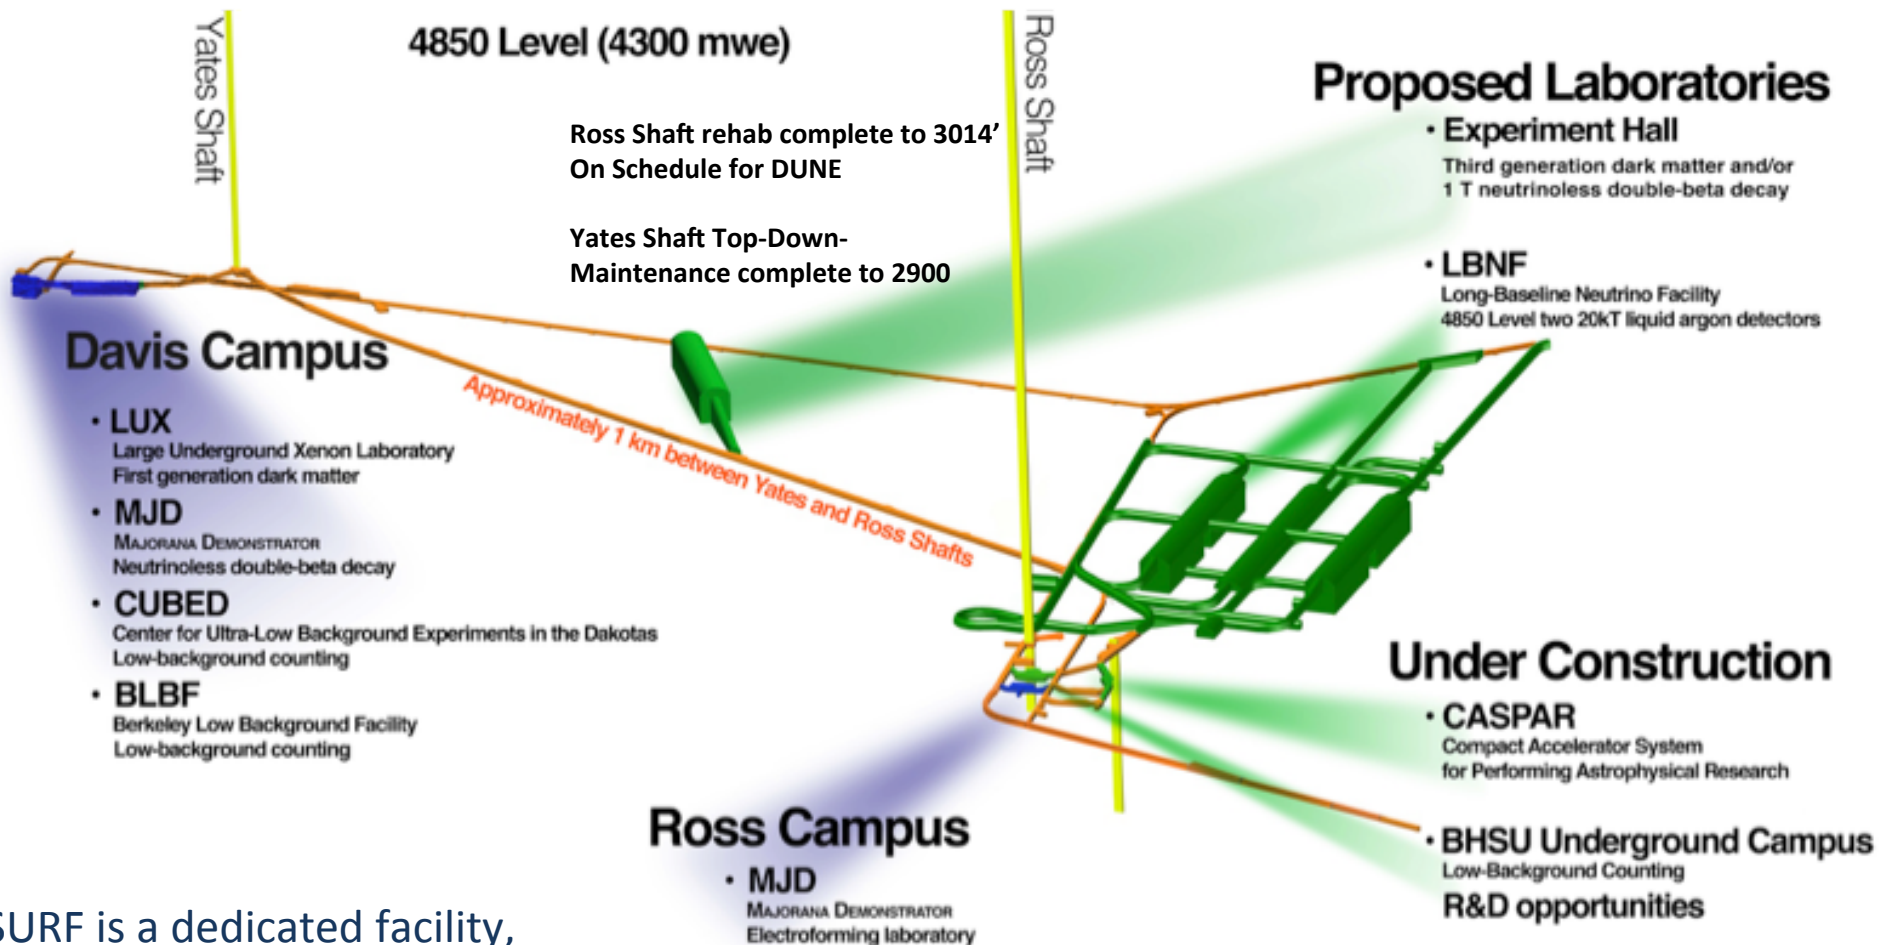 Yates Shaft
4850 Level (4300 mwe)
Ross Shaft
Ross Shaft rehab complete to 3014’
On Schedule for DUNE
Yates Shaft Top-Down-
Maintenance complete to 2900
Proposed Laboratories
• Experiment Hall
Third generation dark matter and/or
1 T neutrinoless double-beta decay
• LBNF
Long-Baseline Neutrino Facility
4850 Level two 20kT liquid argon detectors
Davis Campus
• LUX
Large Underground Xenon Laboratory
First generation dark matter
• MJD
MAJORANA DEMONSTRATOR
Neutrinoless double-beta decay
• CUBED
Center for Ultra-Low Background Experiments in the Dakotas
Low-background counting
• BLBF
Berkeley Low Background Facility
Low-background counting
Approximately 1 km between Yates and Ross Shafts
Under Construction
• CASPAR
Compact Accelerator System
for Performing Astrophysical Research
• BHSU Underground Campus
Low-Background Counting
R&D opportunities
Ross Campus
• MJD
MAJORANA DEMONSTRATOR
Electroforming laboratory
SURF is a dedicated facility,